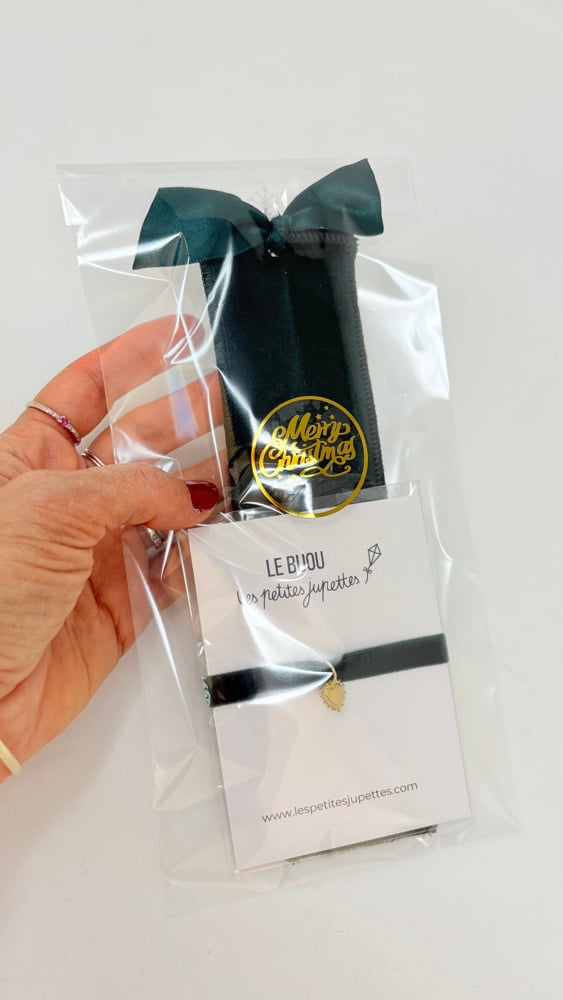 Merry
Christmas
LE BIJOU
Les petites jupettes
www.lespetitesjupettes.com